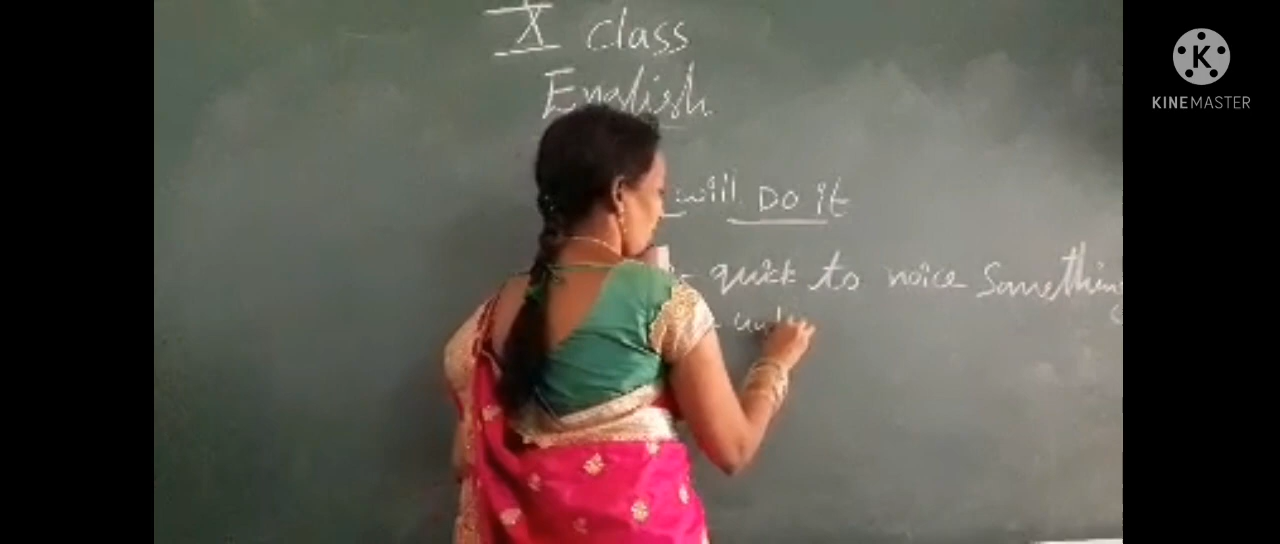 X class
English
will Do it
- quick to noice Something
KINEMASTER